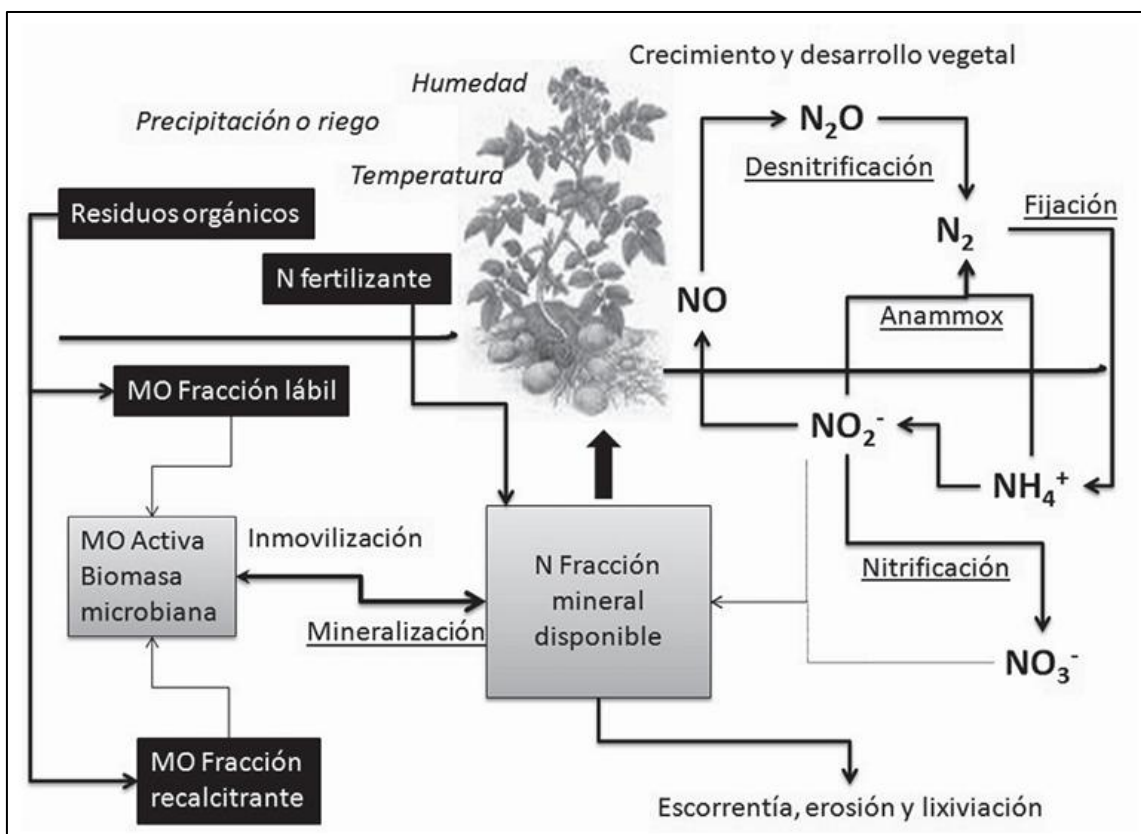 Crecimiento y desarrollo vegetal
Humedad
Precipitación o riego
Temperatura
N₂O
Desnitrificación
Residuos orgánicos
Fijación
N₂
N fertilizante
NO
Anammox
MO Fracción lábil
NO₂⁻
NH₄⁺
MO Activa
Biomasa
microbiana
Inmovilización
Mineralización
N Fracción
mineral
disponible
Nitrificación
NO₃⁻
MO Fracción
recalcitrante
Escorrentía, erosión y lixiviación